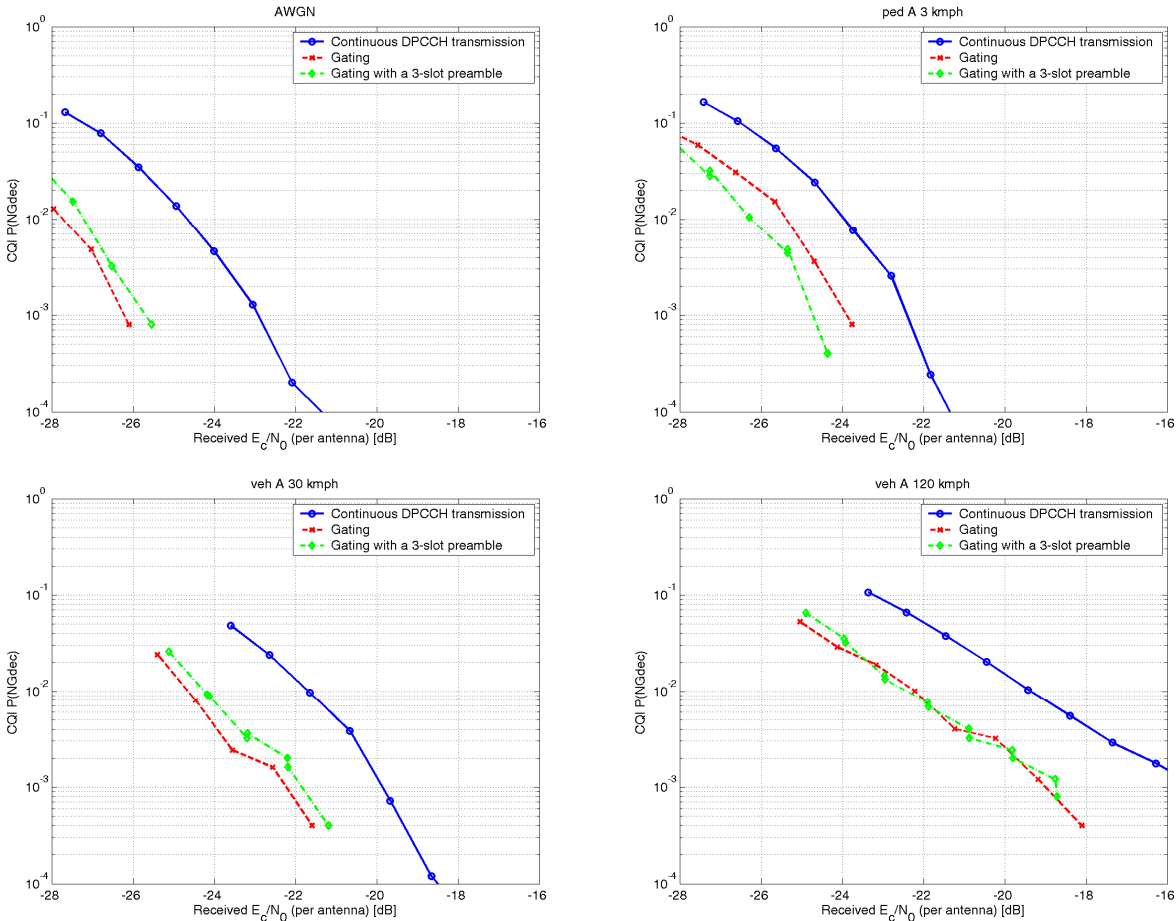 AWGN
10^0
10^-1
10^-2
10^-3
10^-4
CQI P(NGdec)
Continuous DPCCH transmission
Gating
Gating with a 3-slot preamble
-28 -26 -24 -22 -20 -18 -16
Received E_c/N_0 (per antenna) [dB]
ped A 3 kmph
10^0
10^-1
10^-2
10^-3
10^-4
CQI P(NGdec)
Continuous DPCCH transmission
Gating
Gating with a 3-slot preamble
-28 -26 -24 -22 -20 -18 -16
Received E_c/N_0 (per antenna) [dB]
veh A 30 kmph
10^0
10^-1
10^-2
10^-3
10^-4
CQI P(NGdec)
Continuous DPCCH transmission
Gating
Gating with a 3-slot preamble
-28 -26 -24 -22 -20 -18 -16
Received E_c/N_0 (per antenna) [dB]
veh A 120 kmph
10^0
10^-1
10^-2
10^-3
10^-4
CQI P(NGdec)
Continuous DPCCH transmission
Gating
Gating with a 3-slot preamble
-28 -26 -24 -22 -20 -18 -16
Received E_c/N_0 (per antenna) [dB]